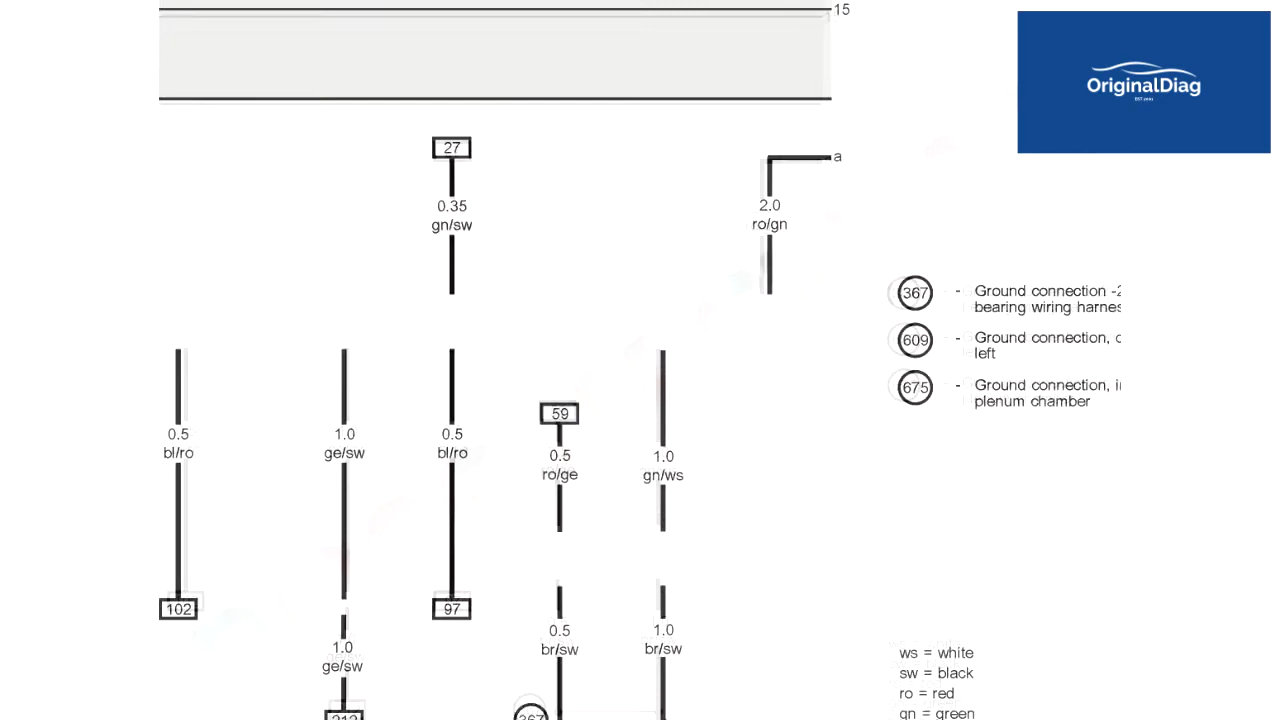 15
OriginalDiag
27
a
0.35
gn/sw
2.0
ro/gn
367 - Ground connection -2
bearing wiring harnes
609 - Ground connection, c
left
675 - Ground connection, i
plenum chamber
59
0.5
bl/ro
1.0
ge/sw
0.5
bl/ro
0.5
ro/ge
1.0
gn/ws
102
97
0.5
br/sw
1.0
br/sw
1.0
ge/sw
ws = white
sw = black
ro = red
gn = green
212
367